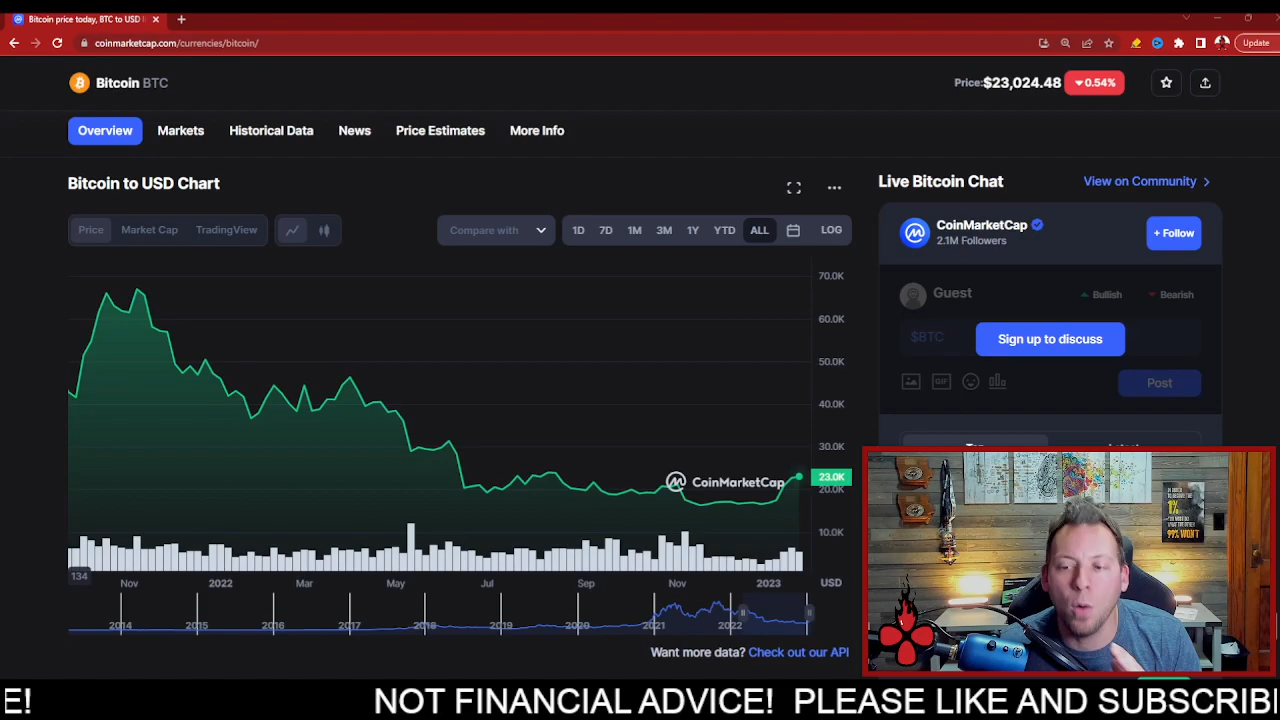 Bitcoin price today, BTC to USD l
coinmarketcap.com/currencies/bitcoin/
Update
Bitcoin BTC
Price:$23,024.48 0.54%
Overview Markets Historical Data News Price Estimates More Info
Bitcoin to USD Chart
Live Bitcoin Chat
View on Community
Price Market Cap TradingView
Compare with
1D 7D 1M 3M 1Y YTD ALL LOG
CoinMarketCap
2.1M Followers
+ Follow
Guest
Bullish Bearish
$BTC
Sign up to discuss
GIF
Post
70.0K
60.0K
50.0K
40.0K
30.0K
23.0K
20.0K
10.0K
CoinMarketCap
134
Nov 2022 Mar May Jul Sep Nov 2023 USD
2014 2015 2016 2017 2018 2019 2020 2021 2022
Want more data? Check out our API
1%
99% WON'T
E! NOT FINANCIAL ADVICE! PLEASE LIKE AND SUBSCRIB